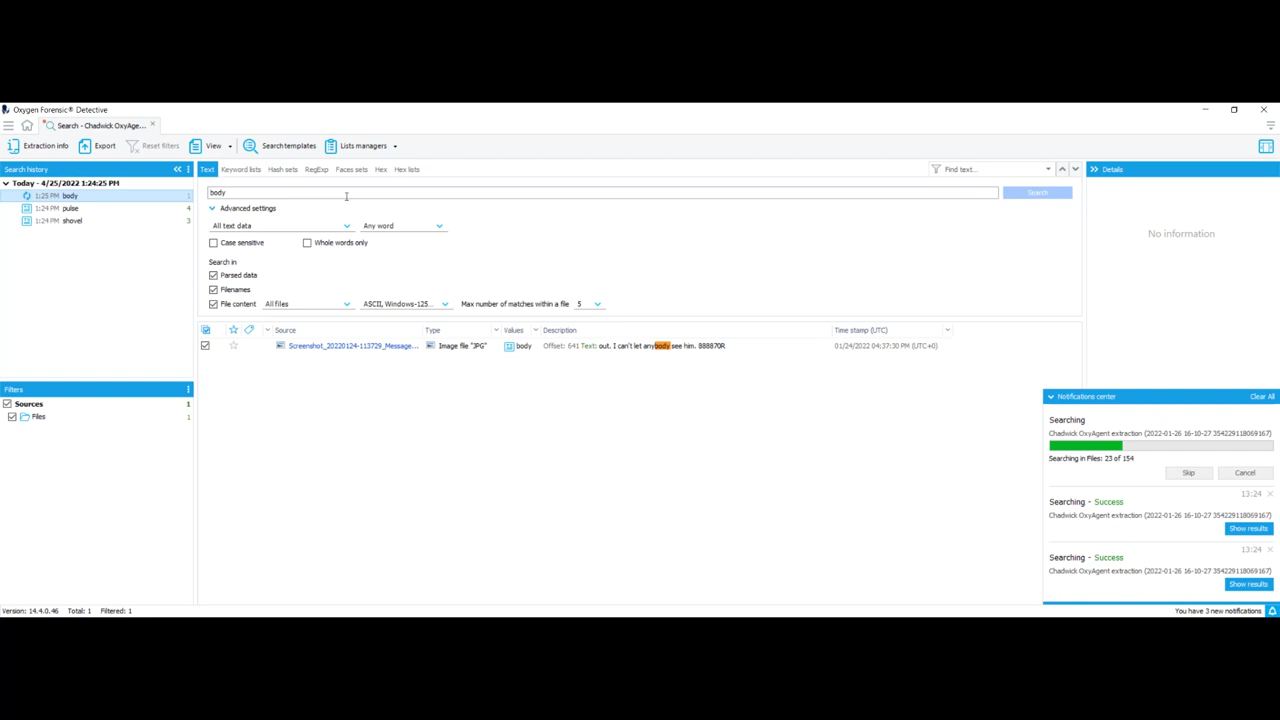 Oxygen Forensic® Detective
Search - Chadwick OxyAge...
Extraction info Export Reset filters View Search templates Lists managers
Search history
Today - 4/25/2022 1:24:25 PM
1:25 PM body 1
1:24 PM pulse 4
1:24 PM shovel 3
Filters
Sources 1
Files 1
Text Keyword lists Hash sets RegExp Faces sets Hex Hex lists Find text...
body Search
Advanced settings
All text data Any word
Case sensitive Whole words only
Search in
Parsed data
Filenames
File content All files ASCII, Windows-125... Max number of matches within a file 5
Source Type Values Description Time stamp (UTC)
Screenshot_20220124-113729_Message... Image file "JPG" body Offset: 641 Text: out. I can't let anybody see him. 888870R 01/24/2022 04:37:30 PM (UTC+0)
Details
No information
Notifications center Clear All
Searching
Chadwick OxyAgent extraction (2022-01-26 16-10-27 354229118069167)
Searching in Files: 23 of 154
Skip Cancel
13:24
Searching - Success
Chadwick OxyAgent extraction (2022-01-26 16-10-27 354229118069167)
Show results
13:24
Searching - Success
Chadwick OxyAgent extraction (2022-01-26 16-10-27 354229118069167)
Show results
Version: 14.4.0.46 Total: 1 Filtered: 1 You have 3 new notifications